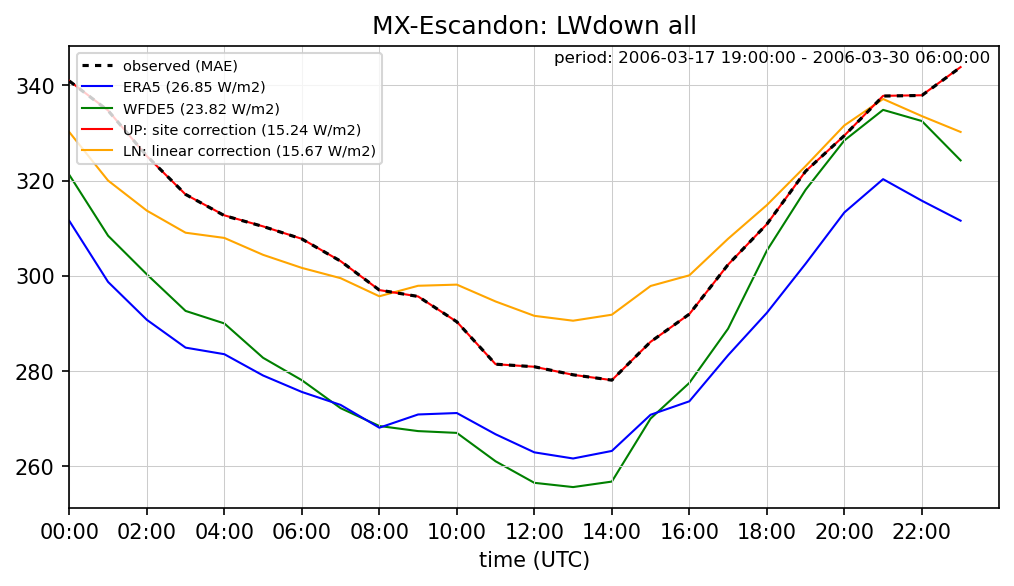 MX-Escandon: LWdown all
period: 2006-03-17 19:00:00 - 2006-03-30 06:00:00
observed (MAE)
ERA5 (26.85 W/m2)
WFDE5 (23.82 W/m2)
UP: site correction (15.24 W/m2)
LN: linear correction (15.67 W/m2)
340
320
300
280
260
00:00 02:00 04:00 06:00 08:00 10:00 12:00 14:00 16:00 18:00 20:00 22:00
time (UTC)